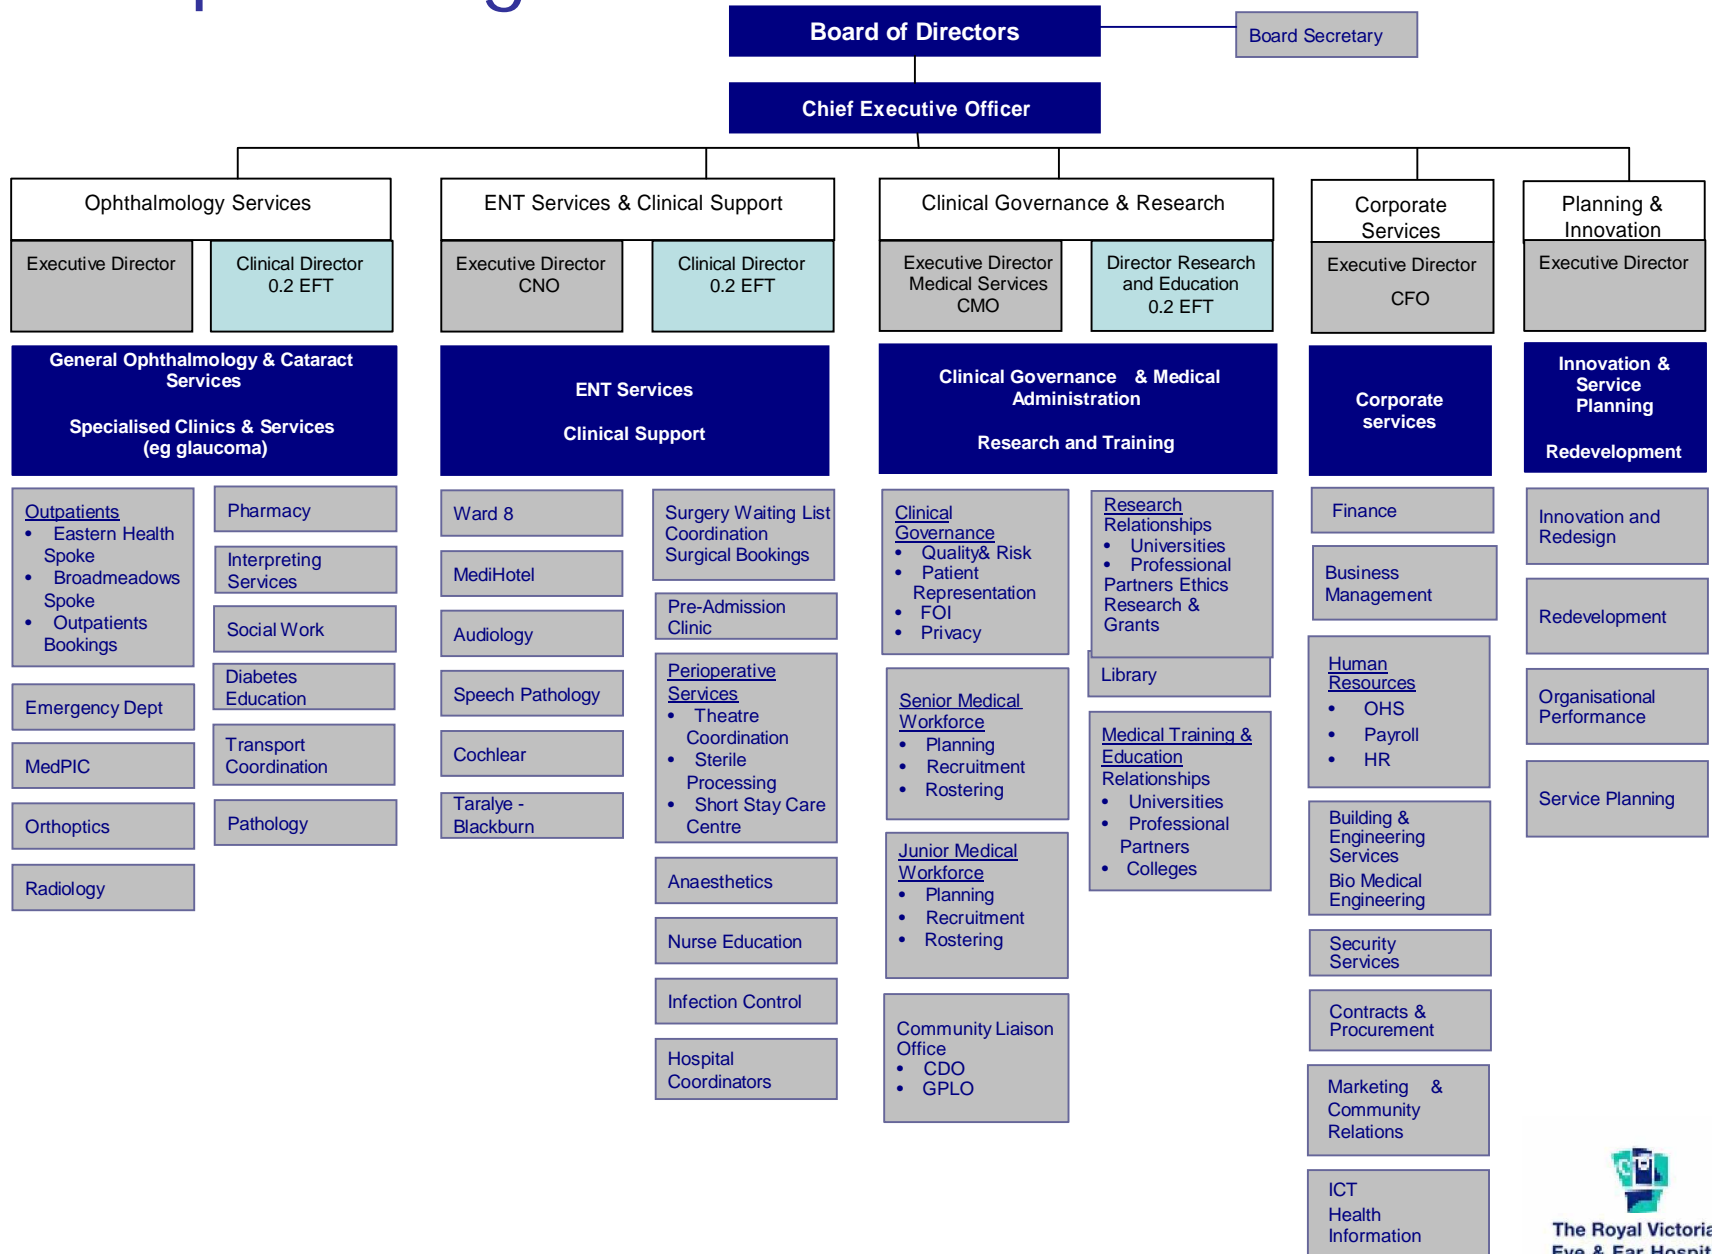 Board of Directors
Board Secretary
Chief Executive Officer
Ophthalmology Services
Executive Director
Clinical Director
0.2 EFT
General Ophthalmology & Cataract
Services
Specialised Clinics & Services
(eg glaucoma)
Outpatients
• Eastern Health
Spoke
• Broadmeadows
Spoke
• Outpatients
Bookings
Emergency Dept
MedPIC
Orthoptics
Radiology
Pharmacy
Interpreting
Services
Social Work
Diabetes
Education
Transport
Coordination
Pathology
ENT Services & Clinical Support
Executive Director
CNO
Clinical Director
0.2 EFT
ENT Services
Clinical Support
Ward 8
MediHotel
Audiology
Speech Pathology
Cochlear
Taralye -
Blackburn
Surgery Waiting List
Coordination
Surgical Bookings
Pre-Admission
Clinic
Perioperative
Services
• Theatre
Coordination
• Sterile
Processing
• Short Stay Care
Centre
Anaesthetics
Nurse Education
Infection Control
Hospital
Coordinators
Clinical Governance & Research
Executive Director
Medical Services
CMO
Director Research
and Education
0.2 EFT
Clinical Governance & Medical
Administration
Research and Training
Clinical
Governance
• Quality& Risk
• Patient
Representation
• FOI
• Privacy
Senior Medical
Workforce
• Planning
• Recruitment
• Rostering
Junior Medical
Workforce
• Planning
• Recruitment
• Rostering
Community Liaison
Office
• CDO
• GPLO
Research
Relationships
• Universities
• Professional
Partners Ethics
Research &
Grants
Library
Medical Training &
Education
Relationships
• Universities
• Professional
Partners
• Colleges
Corporate
Services
Executive Director
CFO
Corporate
services
Finance
Business
Management
Human
Resources
• OHS
• Payroll
• HR
Building &
Engineering
Services
Bio Medical
Engineering
Security
Services
Contracts &
Procurement
Marketing &
Community
Relations
ICT
Health
Information
Planning &
Innovation
Executive Director
Innovation &
Service
Planning
Redevelopment
Innovation and
Redesign
Redevelopment
Organisational
Performance
Service Planning
The Royal Victoria
Eye & Ear Hospit